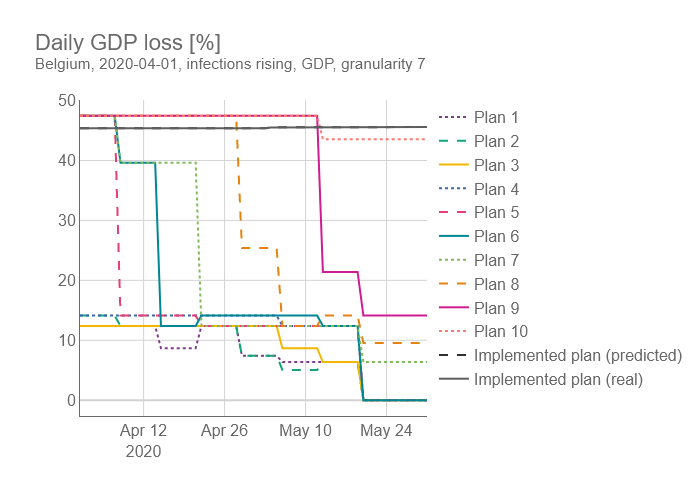 Daily GDP loss [%]
Belgium, 2020-04-01, infections rising, GDP, granularity 7
50
40
30
20
10
0
Apr 12
2020
Apr 26
May 10
May 24
Plan 1
Plan 2
Plan 3
Plan 4
Plan 5
Plan 6
Plan 7
Plan 8
Plan 9
Plan 10
Implemented plan (predicted)
Implemented plan (real)